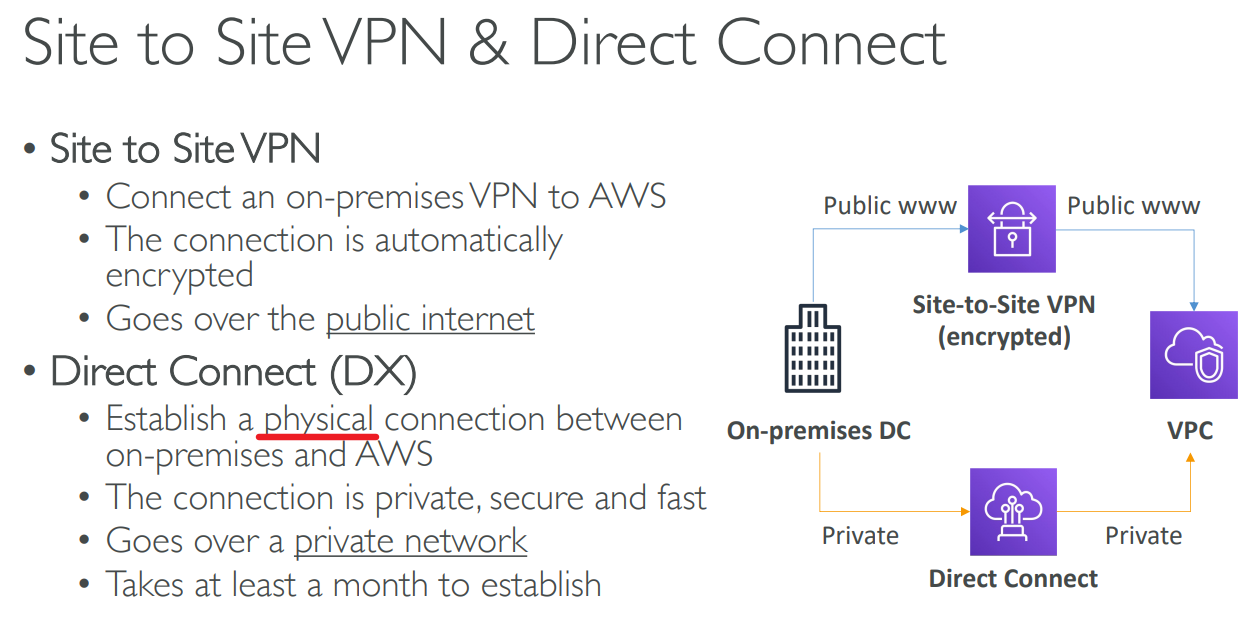 Site to Site VPN & Direct Connect
• Site to Site VPN
• Connect an on-premises VPN to AWS
• The connection is automatically
encrypted
• Goes over the public internet
• Direct Connect (DX)
• Establish a physical connection between
on-premises and AWS
• The connection is private, secure and fast
• Goes over a private network
• Takes at least a month to establish
Public www
Public www
Site-to-Site VPN
(encrypted)
On-premises DC
VPC
Private
Private
Direct Connect